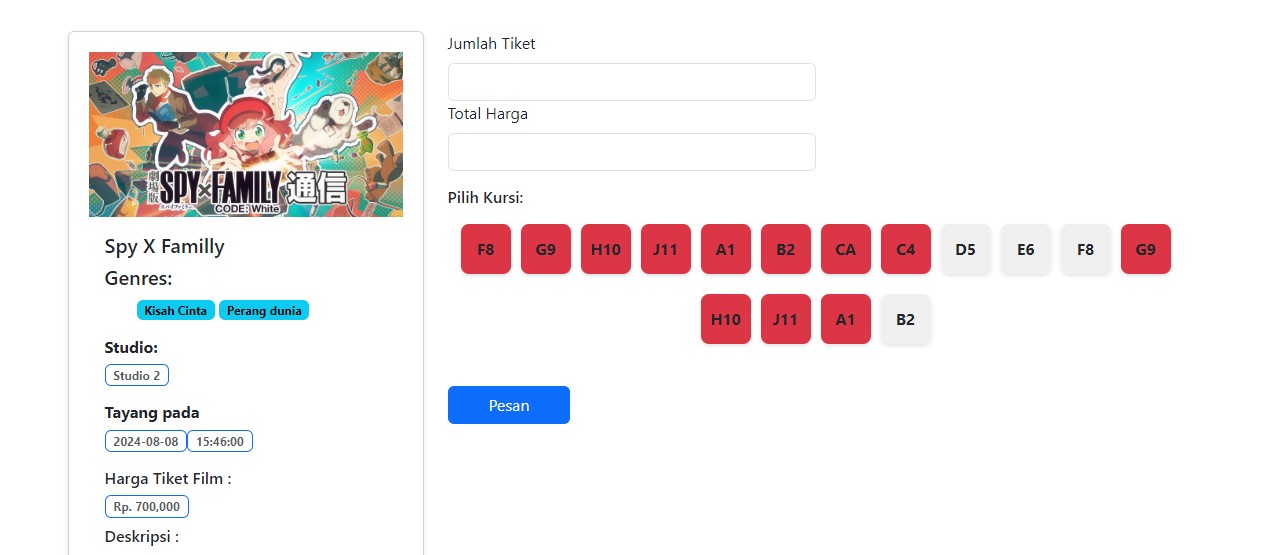 劇場版 SPY×FAMILY 通信
CODE: White
Spy X Familly
Genres:
Kisah Cinta Perang dunia
Studio:
Studio 2
Tayang pada
2024-08-08 15:46:00
Harga Tiket Film :
Rp. 700,000
Deskripsi :
Jumlah Tiket
Total Harga
Pilih Kursi:
F8 G9 H10 J11 A1 B2 CA C4 D5 E6 F8 G9
H10 J11 A1 B2
Pesan